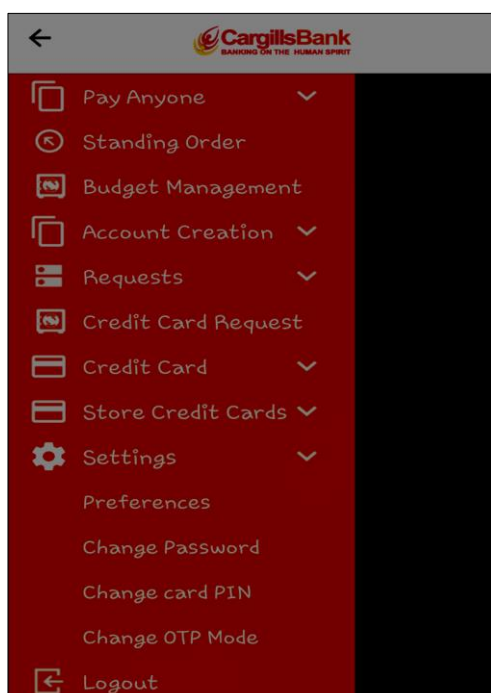 CargillsBank
BANKING ON THE HUMAN SPIRIT
Pay Anyone
Standing Order
Budget Management
Account Creation
Requests
Credit Card Request
Credit Card
Store Credit Cards
Settings
Preferences
Change Password
Change card PIN
Change OTP Mode
Logout